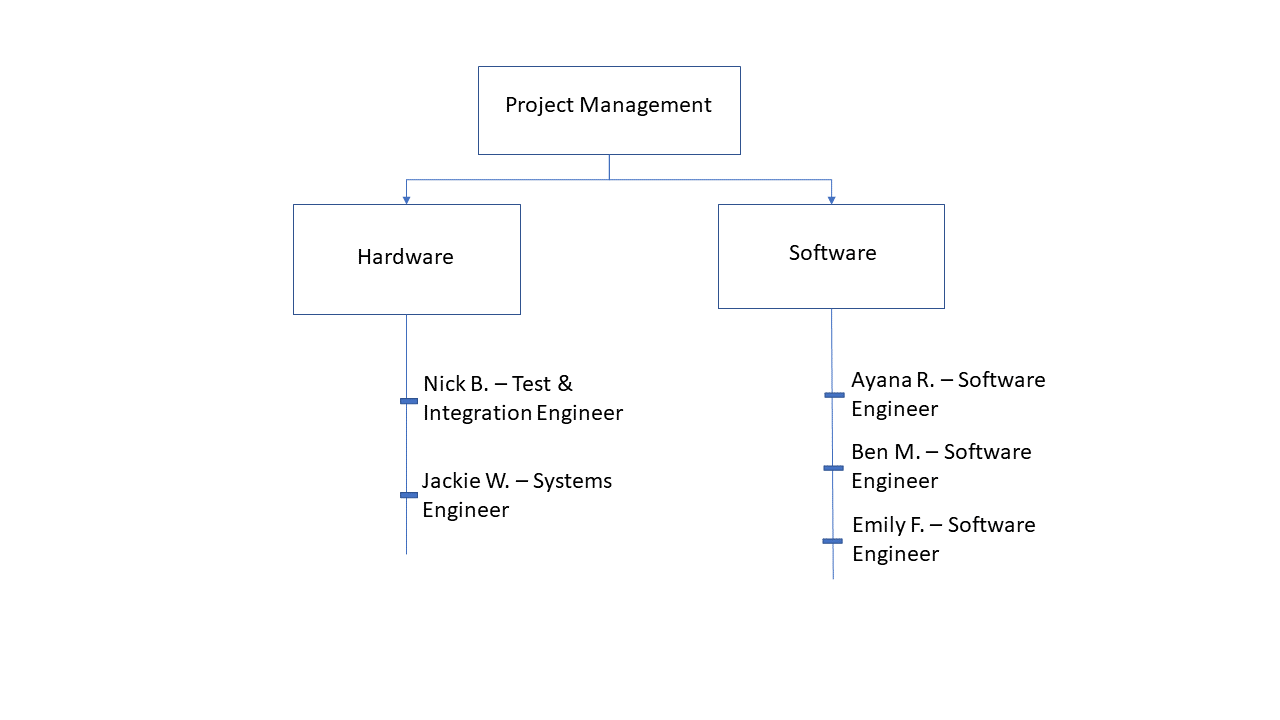 Project Management
Hardware
Software
Nick B. – Test &
Integration Engineer
Jackie W. – Systems
Engineer
Ayana R. – Software
Engineer
Ben M. – Software
Engineer
Emily F. – Software
Engineer